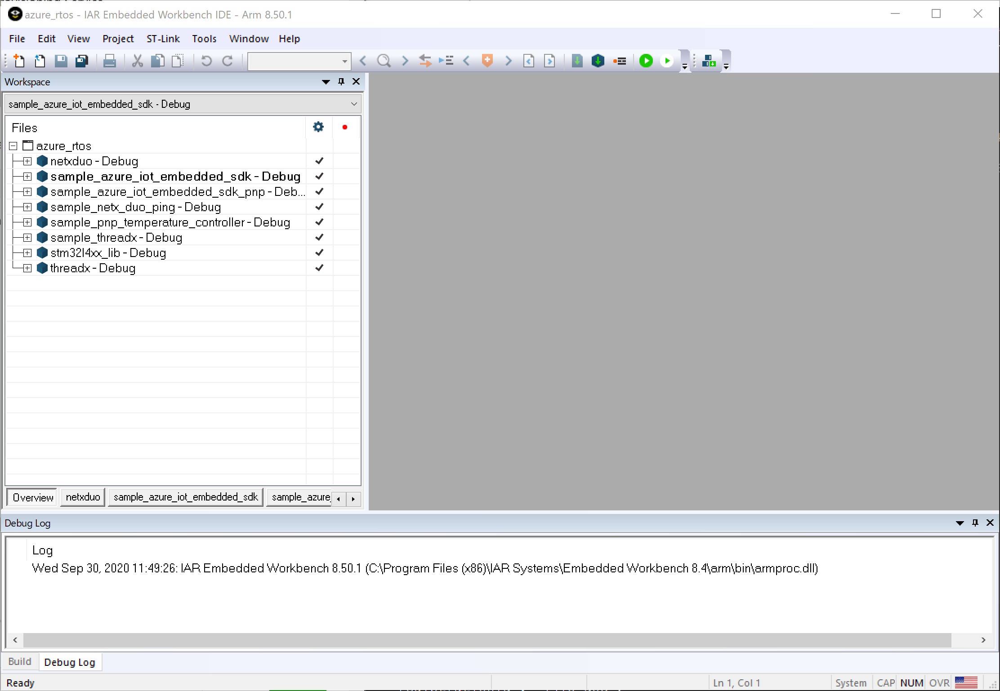 azure_rtos - IAR Embedded Workbench IDE - Arm 8.50.1
File Edit View Project ST-Link Tools Window Help
Workspace
sample_azure_iot_embedded_sdk - Debug
Files
azure_rtos
netxduo - Debug
sample_azure_iot_embedded_sdk - Debug
sample_azure_iot_embedded_sdk_pnp - Deb...
sample_netx_duo_ping - Debug
sample_pnp_temperature_controller - Debug
sample_threadx - Debug
stm32l4xx_lib - Debug
threadx - Debug
Overview netxduo sample_azure_iot_embedded_sdk sample_azure_
Debug Log
Log
Wed Sep 30, 2020 11:49:26: IAR Embedded Workbench 8.50.1 (C:\Program Files (x86)\IAR Systems\Embedded Workbench 8.4\arm\bin\armproc.dll)
Build Debug Log
Ready Ln 1, Col 1 System CAP NUM OVR